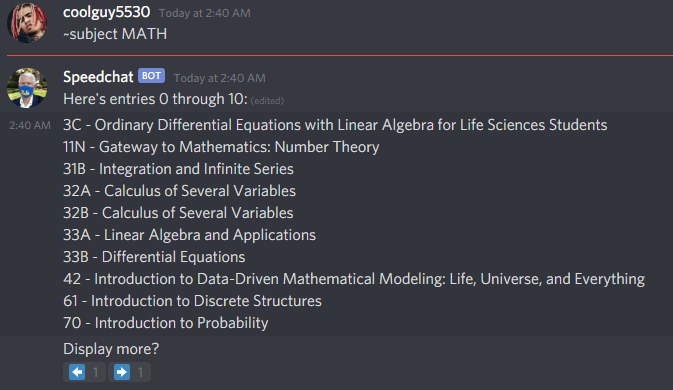 coolguy5530 Today at 2:40 AM
~subject MATH
Speedchat BOT Today at 2:40 AM
Here's entries 0 through 10: (edited)
2:40 AM 3C - Ordinary Differential Equations with Linear Algebra for Life Sciences Students
11N - Gateway to Mathematics: Number Theory
31B - Integration and Infinite Series
32A - Calculus of Several Variables
32B - Calculus of Several Variables
33A - Linear Algebra and Applications
33B - Differential Equations
42 - Introduction to Data-Driven Mathematical Modeling: Life, Universe, and Everything
61 - Introduction to Discrete Structures
70 - Introduction to Probability
Display more?
1 1